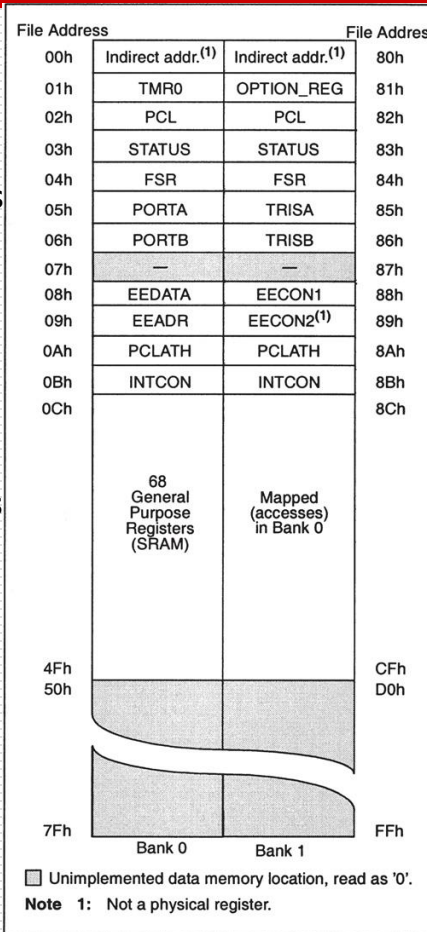 File Address File Address
00h Indirect addr.(1) Indirect addr.(1) 80h
01h TMR0 OPTION_REG 81h
02h PCL PCL 82h
03h STATUS STATUS 83h
04h FSR FSR 84h
05h PORTA TRISA 85h
06h PORTB TRISB 86h
07h — — 87h
08h EEDATA EECON1 88h
09h EEADR EECON2(1) 89h
0Ah PCLATH PCLATH 8Ah
0Bh INTCON INTCON 8Bh
0Ch 8Ch
68
General Mapped
Purpose (accesses)
Registers in Bank 0
(SRAM)
4Fh CFh
50h D0h
7Fh FFh
Bank 0 Bank 1
Unimplemented data memory location, read as '0'.
Note 1: Not a physical register.